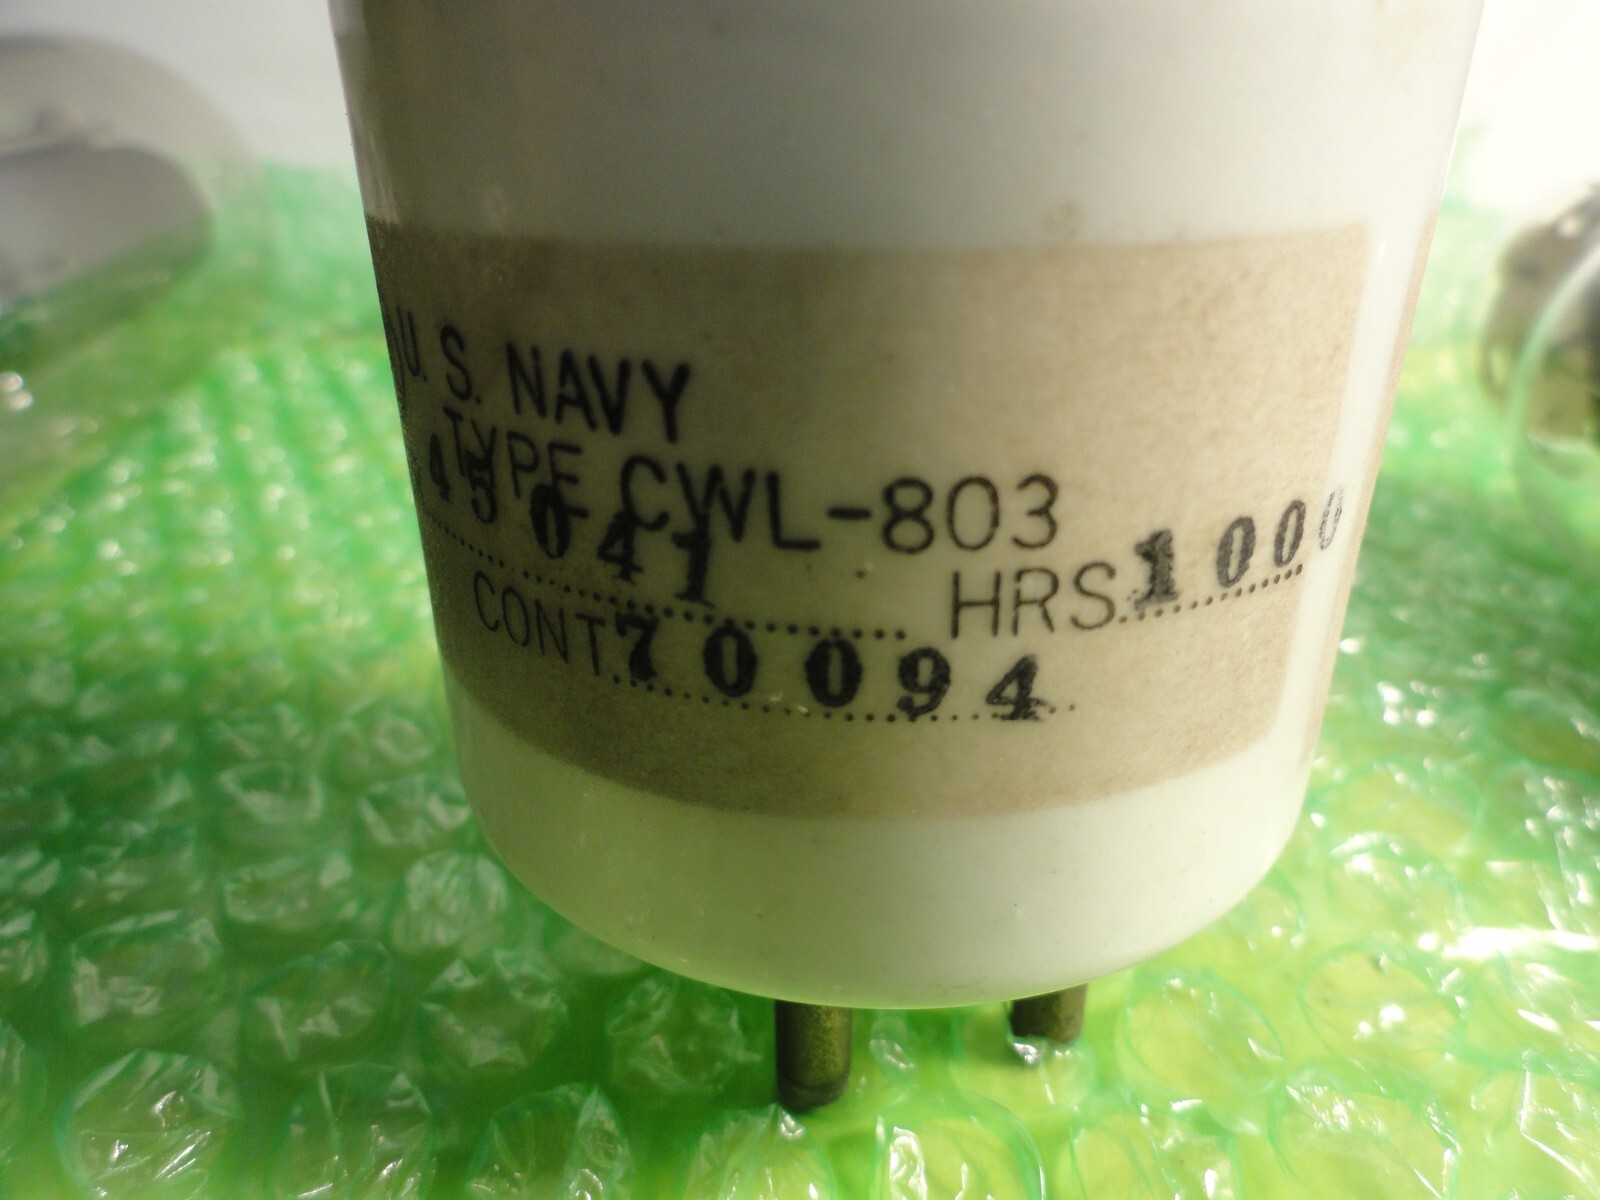 U. S. NAVY
TYPE CWL-803
45041 HRS. 1000
CONT. 70094